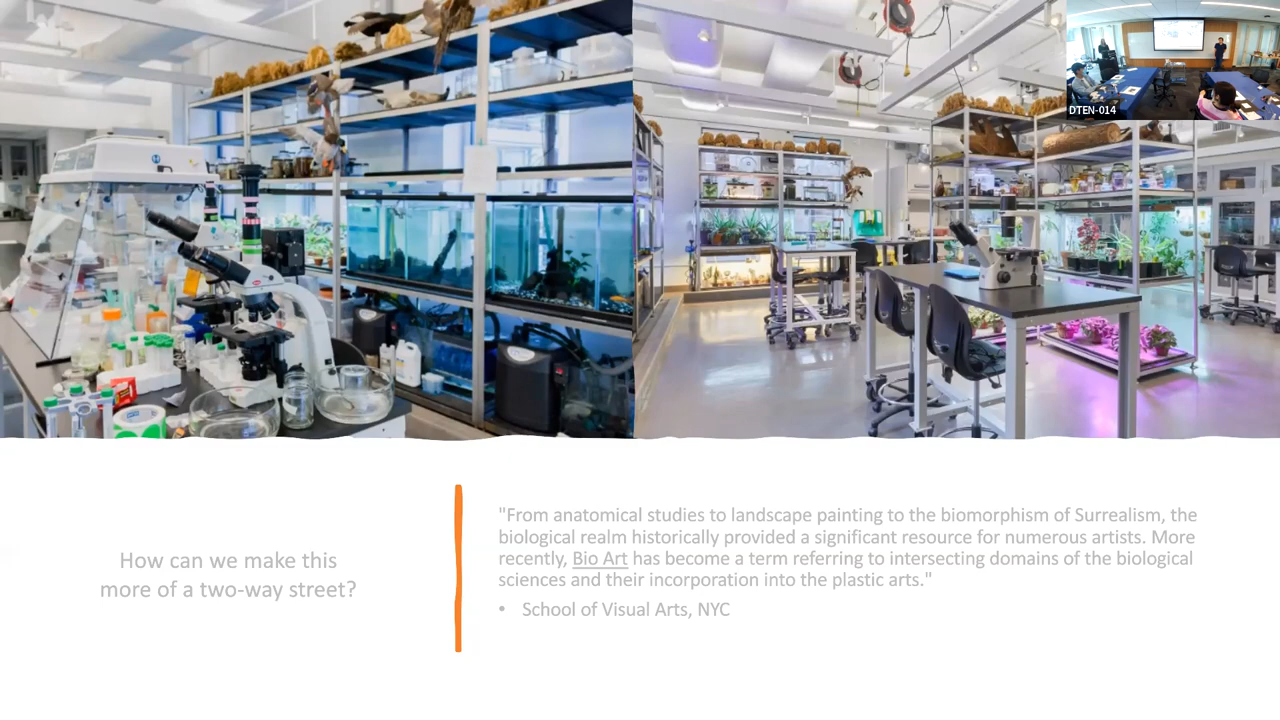 DTEN-014
How can we make this
more of a two-way street?
"From anatomical studies to landscape painting to the biomorphism of Surrealism, the
biological realm historically provided a significant resource for numerous artists. More
recently, Bio Art has become a term referring to intersecting domains of the biological
sciences and their incorporation into the plastic arts."
• School of Visual Arts, NYC